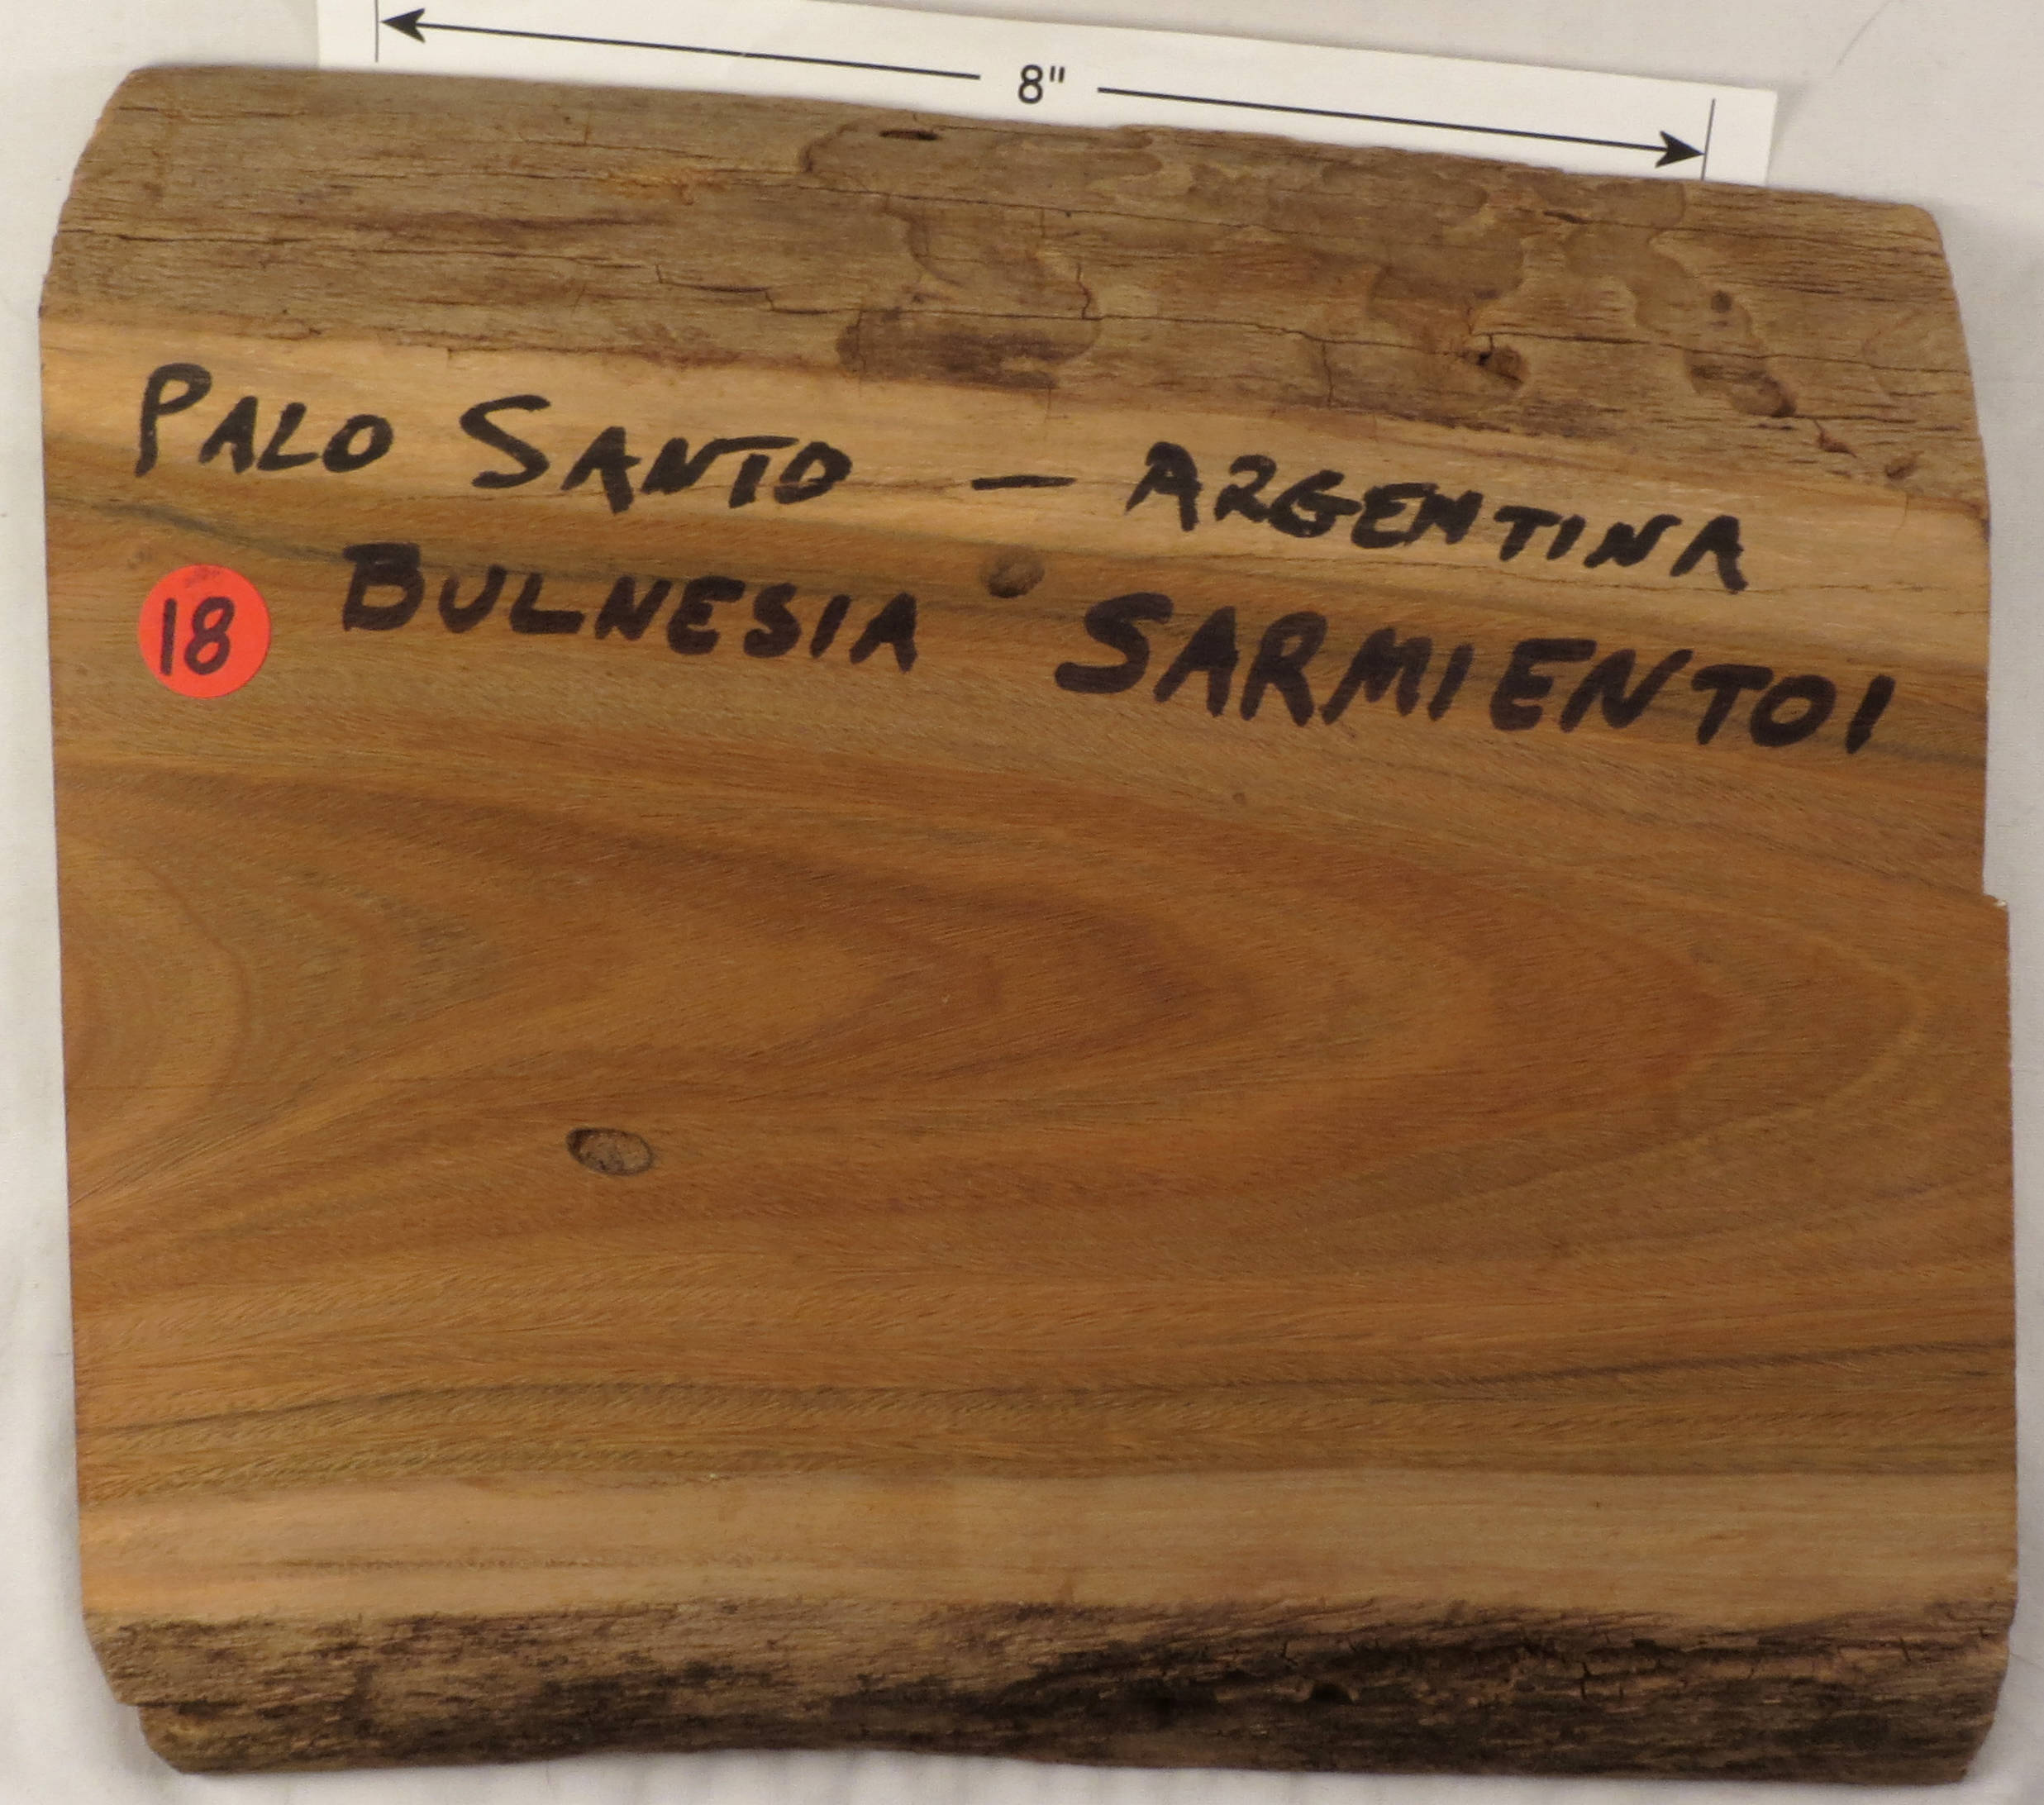 8"
PALO SANTO — ARGENTINA
BULNESIA SARMIENTOI
18